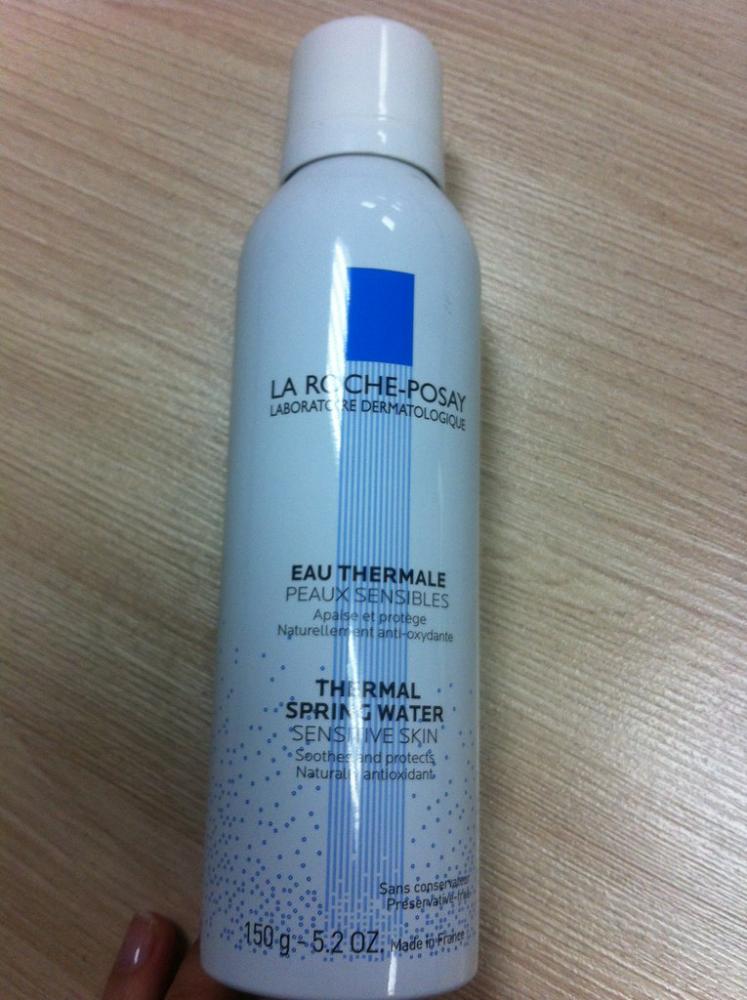 LA ROCHE-POSAY
LABORATOIRE DERMATOLOGIQUE
EAU THERMALE
PEAUX SENSIBLES
Apaise et protège
Naturellement anti-oxydante
THERMAL
SPRING WATER
SENSITIVE SKIN
Soothes and protects
Naturally antioxidant
Sans
150 g - 5.2 OZ. Made in France